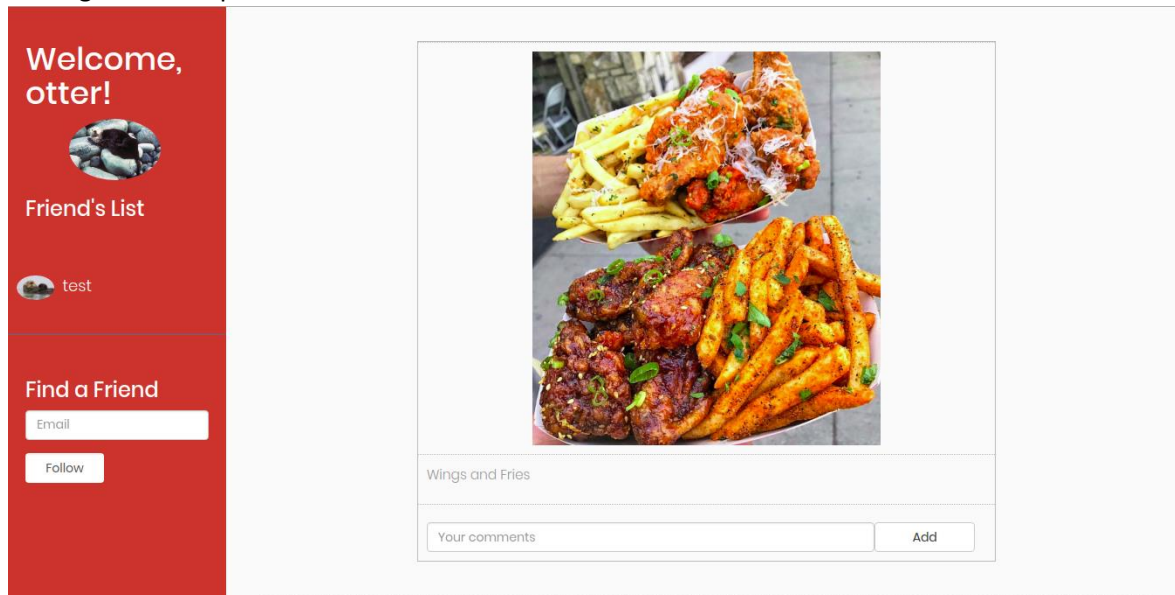 Welcome,
otter!
Friend's List
test
Find a Friend
Email
Follow
Wings and Fries
Your comments
Add